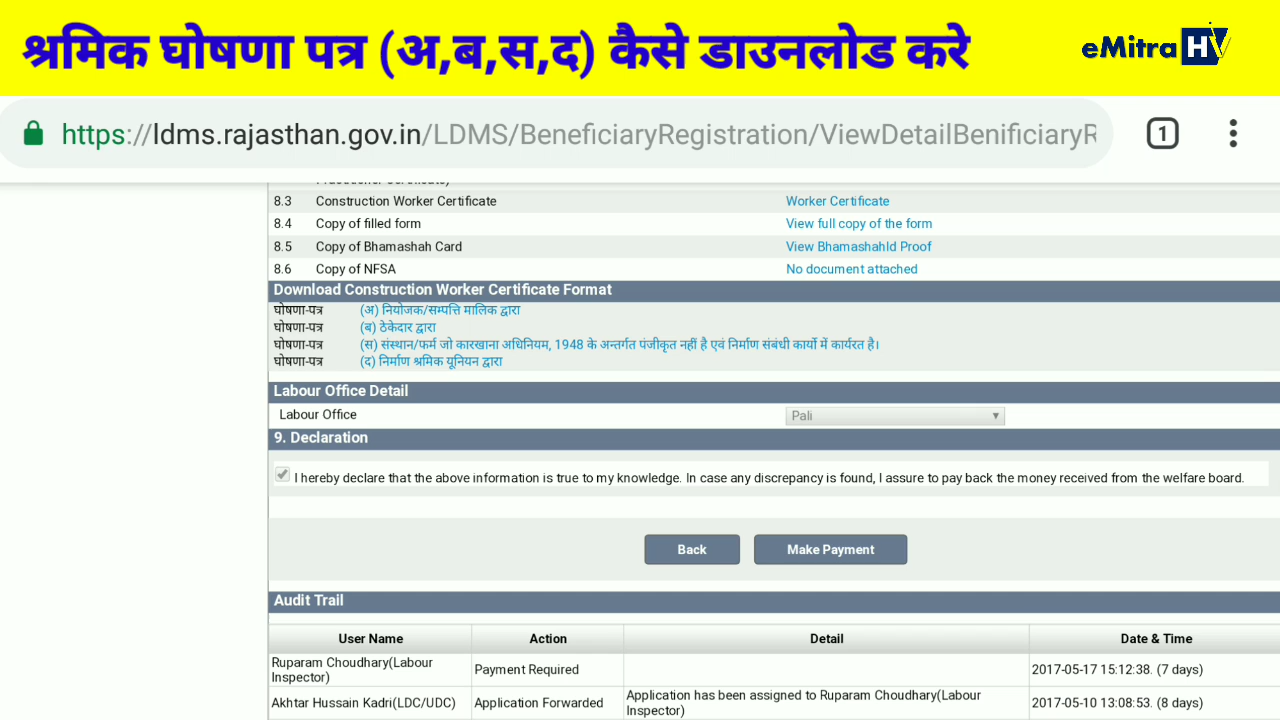 श्रमिक घोषणा पत्र (अ,ब,स,द) कैसे डाउनलोड करे
eMitra HV
https://ldms.rajasthan.gov.in/LDMS/BeneficiaryRegistration/ViewDetailBenificiaryR
1
8.3 Construction Worker Certificate Worker Certificate
8.4 Copy of filled form View full copy of the form
8.5 Copy of Bhamashah Card View BhamashahId Proof
8.6 Copy of NFSA No document attached
Download Construction Worker Certificate Format
घोषणा-पत्र (अ) नियोजक/सम्पत्ति मालिक द्वारा
घोषणा-पत्र (ब) ठेकेदार द्वारा
घोषणा-पत्र (स) संस्थान/फर्म जो कारखाना अधिनियम, 1948 के अन्तर्गत पंजीकृत नहीं है एवं निर्माण संबंधी कार्यो में कार्यरत है।
घोषणा-पत्र (द) निर्माण श्रमिक यूनियन द्वारा
Labour Office Detail
Labour Office Pali
9. Declaration
I hereby declare that the above information is true to my knowledge. In case any discrepancy is found, I assure to pay back the money received from the welfare board.
Back Make Payment
Audit Trail
User Name Action Detail Date & Time
Ruparam Choudhary(Labour
Inspector) Payment Required 2017-05-17 15:12:38. (7 days)
Akhtar Hussain Kadri(LDC/UDC) Application Forwarded Application has been assigned to Ruparam Choudhary(Labour
Inspector) 2017-05-10 13:08:53. (8 days)